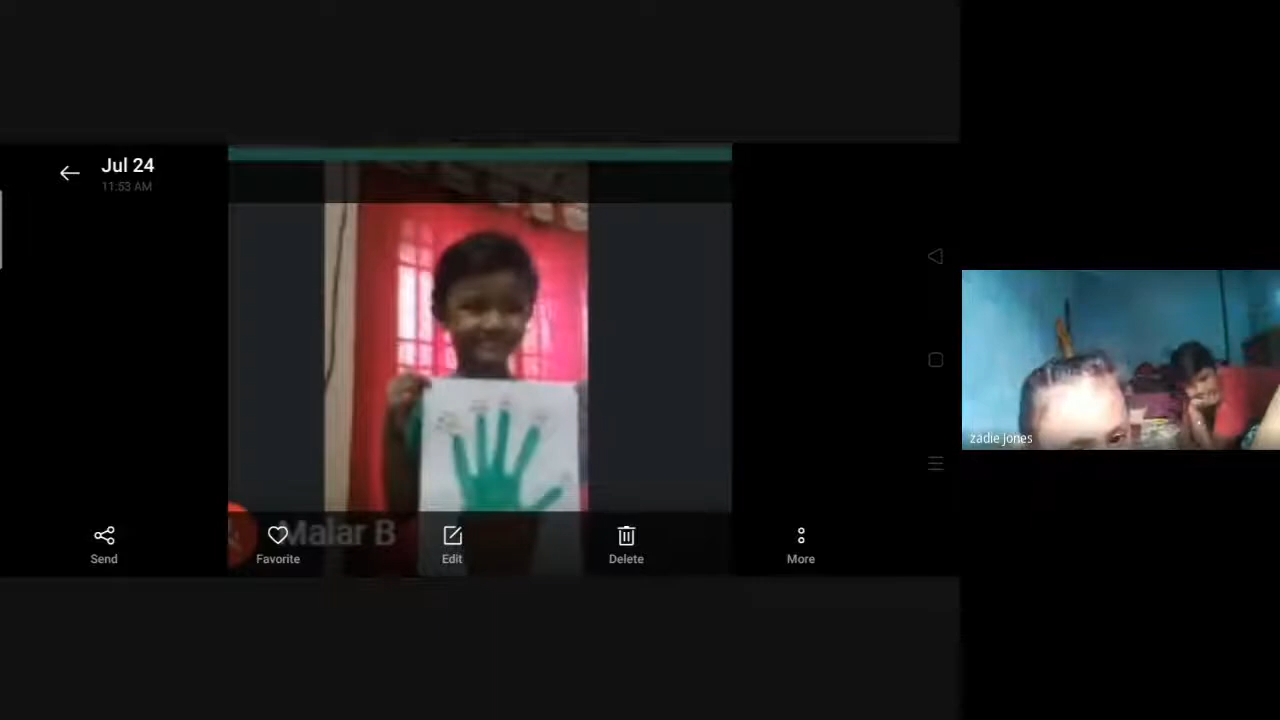 Jul 24
11:53 AM
Malar B
Send
Favorite
Edit
Delete
More
zadie Jones